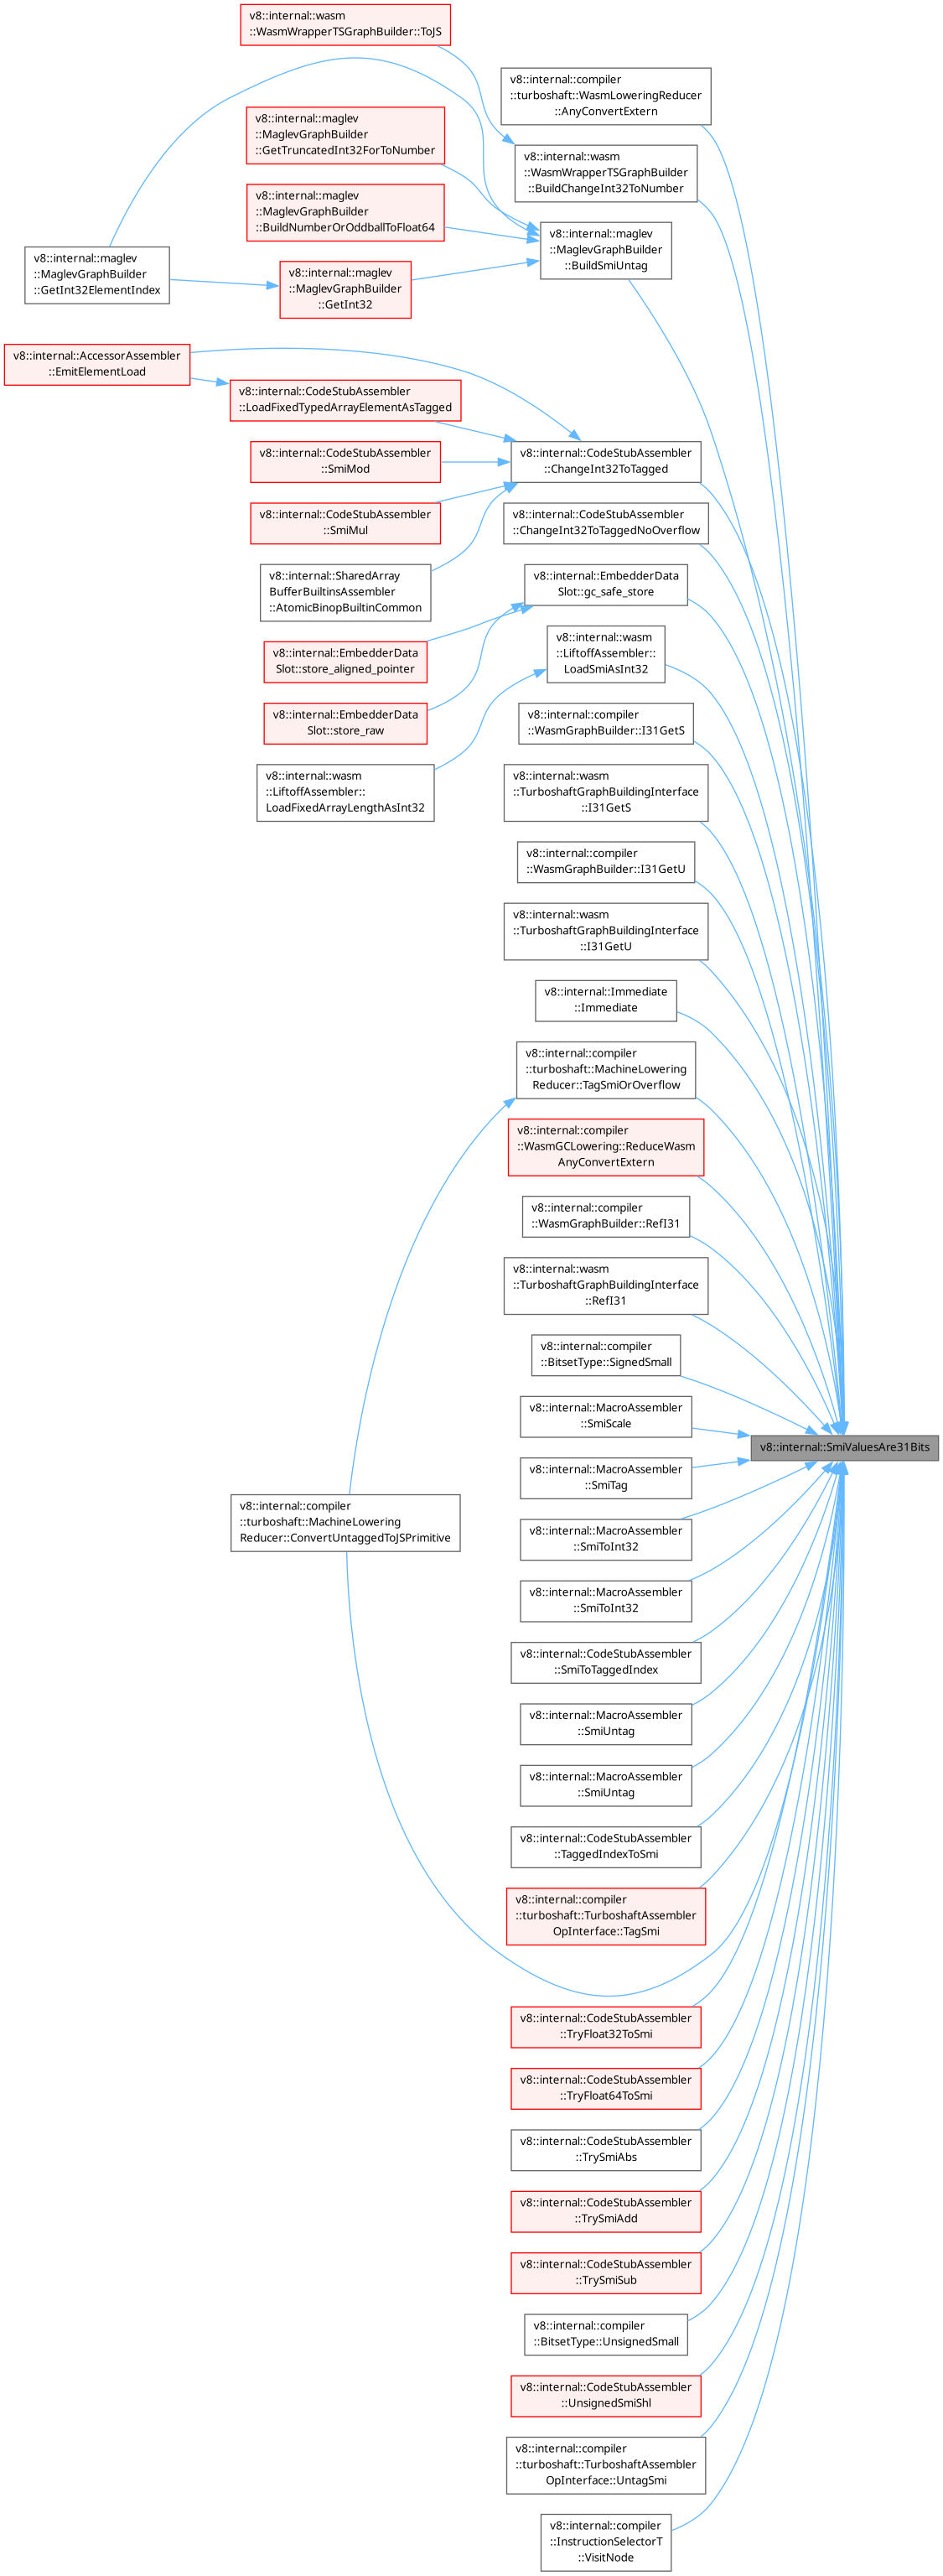 v8::internal::wasm
::WasmWrapperTSGraphBuilder::ToJS
v8::internal::compiler
::turboshaft::WasmLoweringReducer
::AnyConvertExtern
v8::internal::maglev
::MaglevGraphBuilder
::GetTruncatedInt32ForToNumber
v8::internal::wasm
::WasmWrapperTSGraphBuilder
::BuildChangeInt32ToNumber
v8::internal::maglev
::MaglevGraphBuilder
::BuildNumberOrOddballToFloat64
v8::internal::maglev
::MaglevGraphBuilder
::BuildSmiUntag
v8::internal::maglev
::MaglevGraphBuilder
::GetInt32ElementIndex
v8::internal::maglev
::MaglevGraphBuilder
::GetInt32
v8::internal::AccessorAssembler
::EmitElementLoad
v8::internal::CodeStubAssembler
::LoadFixedTypedArrayElementAsTagged
v8::internal::CodeStubAssembler
::SmiMod
v8::internal::CodeStubAssembler
::ChangeInt32ToTagged
v8::internal::CodeStubAssembler
::SmiMul
v8::internal::CodeStubAssembler
::ChangeInt32ToTaggedNoOverflow
v8::internal::SharedArray
BufferBuiltinsAssembler
::AtomicBinopBuiltinCommon
v8::internal::EmbedderData
Slot::gc_safe_store
v8::internal::EmbedderData
Slot::store_aligned_pointer
v8::internal::wasm
::LiftoffAssembler::
LoadSmiAsInt32
v8::internal::EmbedderData
Slot::store_raw
v8::internal::compiler
::WasmGraphBuilder::I31GetS
v8::internal::wasm
::LiftoffAssembler::
LoadFixedArrayLengthAsInt32
v8::internal::wasm
::TurboshaftGraphBuildingInterface
::I31GetS
v8::internal::compiler
::WasmGraphBuilder::I31GetU
v8::internal::wasm
::TurboshaftGraphBuildingInterface
::I31GetU
v8::internal::Immediate
::Immediate
v8::internal::compiler
::turboshaft::MachineLowering
Reducer::TagSmiOrOverflow
v8::internal::compiler
::WasmGCLowering::ReduceWasm
AnyConvertExtern
v8::internal::compiler
::WasmGraphBuilder::RefI31
v8::internal::wasm
::TurboshaftGraphBuildingInterface
::RefI31
v8::internal::compiler
::BitsetType::SignedSmall
v8::internal::MacroAssembler
::SmiScale
v8::internal::SmiValuesAre31Bits
v8::internal::MacroAssembler
::SmiTag
v8::internal::compiler
::turboshaft::MachineLowering
Reducer::ConvertUntaggedToJSPrimitive
v8::internal::MacroAssembler
::SmiToInt32
v8::internal::MacroAssembler
::SmiToInt32
v8::internal::CodeStubAssembler
::SmiToTaggedIndex
v8::internal::MacroAssembler
::SmiUntag
v8::internal::MacroAssembler
::SmiUntag
v8::internal::CodeStubAssembler
::TaggedIndexToSmi
v8::internal::compiler
::turboshaft::TurboshaftAssembler
OpInterface::TagSmi
v8::internal::CodeStubAssembler
::TryFloat32ToSmi
v8::internal::CodeStubAssembler
::TryFloat64ToSmi
v8::internal::CodeStubAssembler
::TrySmiAbs
v8::internal::CodeStubAssembler
::TrySmiAdd
v8::internal::CodeStubAssembler
::TrySmiSub
v8::internal::compiler
::BitsetType::UnsignedSmall
v8::internal::CodeStubAssembler
::UnsignedSmiShl
v8::internal::compiler
::turboshaft::TurboshaftAssembler
OpInterface::UntagSmi
v8::internal::compiler
::InstructionSelectorT
::VisitNode